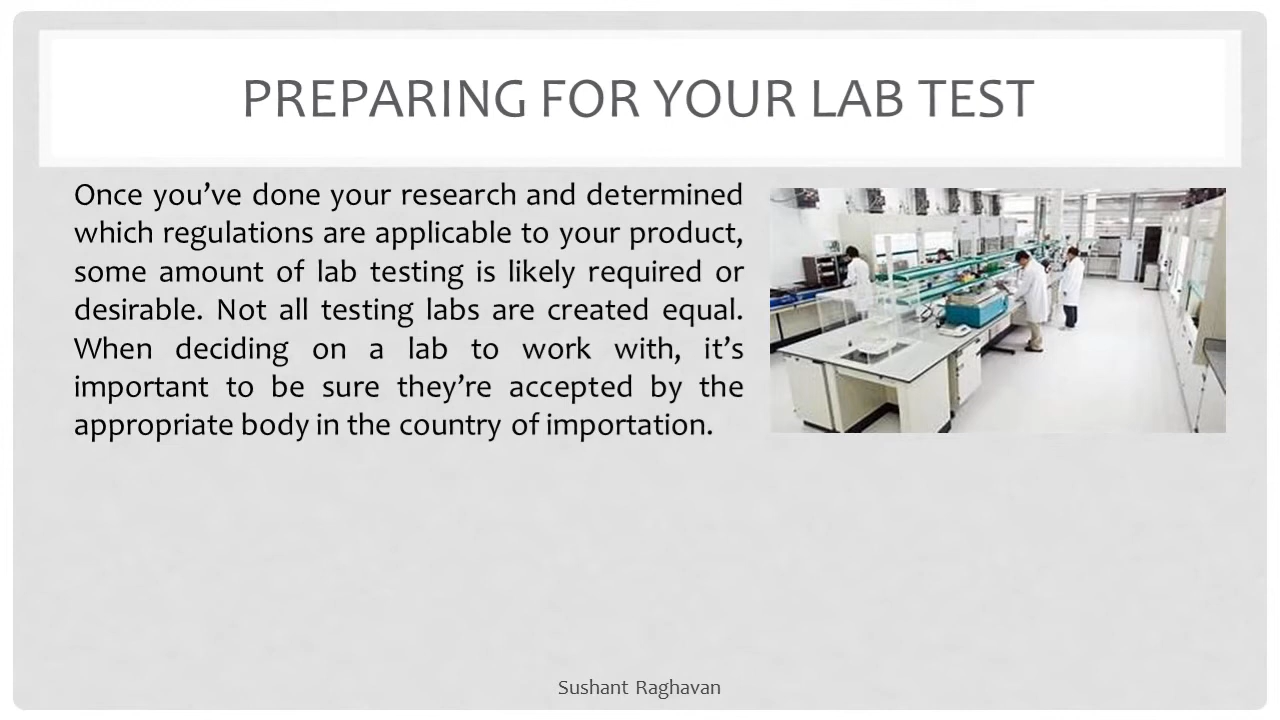 PREPARING FOR YOUR LAB TEST
Once you’ve done your research and determined
which regulations are applicable to your product,
some amount of lab testing is likely required or
desirable. Not all testing labs are created equal.
When deciding on a lab to work with, it’s
important to be sure they’re accepted by the
appropriate body in the country of importation.
Sushant Raghavan